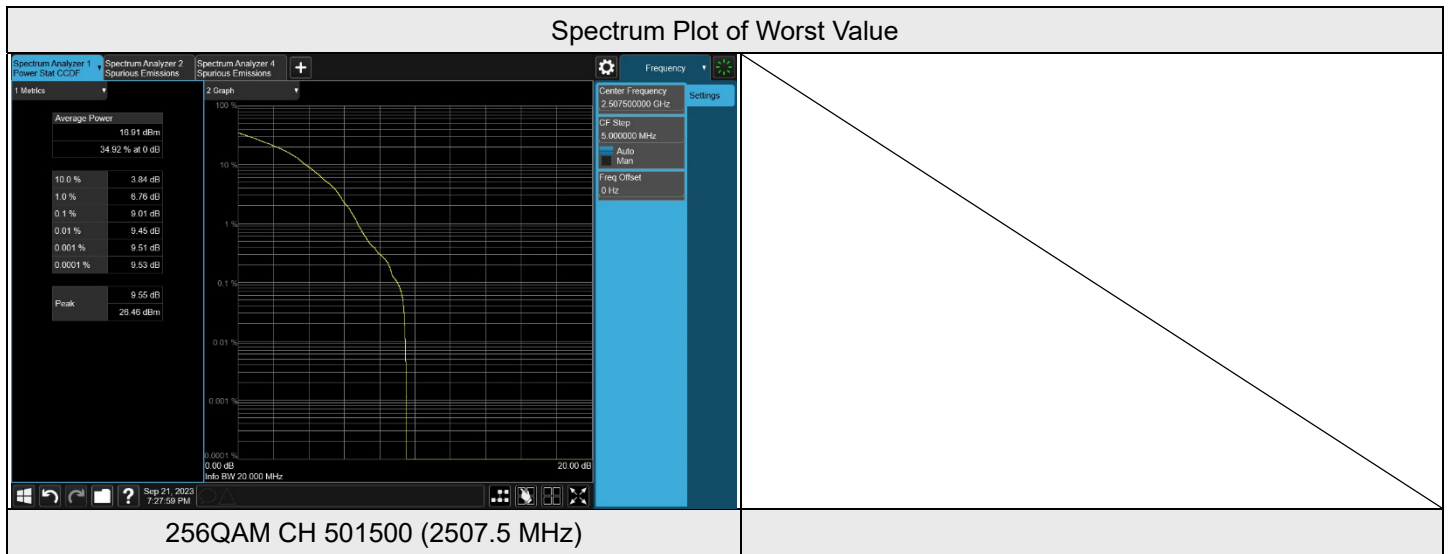 Spectrum Plot of Worst Value
Spectrum Analyzer 1
Power Stat CCDF
Spectrum Analyzer 2
Spurious Emissions
Spectrum Analyzer 4
Spurious Emissions
Frequency
1 Metrics
2 Graph
Average Power
16.91 dBm
34.92 % at 0 dB
10.0 % 3.84 dB
1.0 % 6.76 dB
0.1 % 9.01 dB
0.01 % 9.45 dB
0.001 % 9.51 dB
0.0001 % 9.53 dB
Peak 9.55 dB
26.46 dBm
100 %
10 %
1 %
0.1 %
0.01 %
0.001 %
0.0001 %
0.00 dB 20.00 dB
Info BW 20.000 MHz
Center Frequency
2.507500000 GHz
Settings
CF Step
5.000000 MHz
Auto
Man
Freq Offset
0 Hz
?
Sep 21, 2023
7:27:59 PM
256QAM CH 501500 (2507.5 MHz)